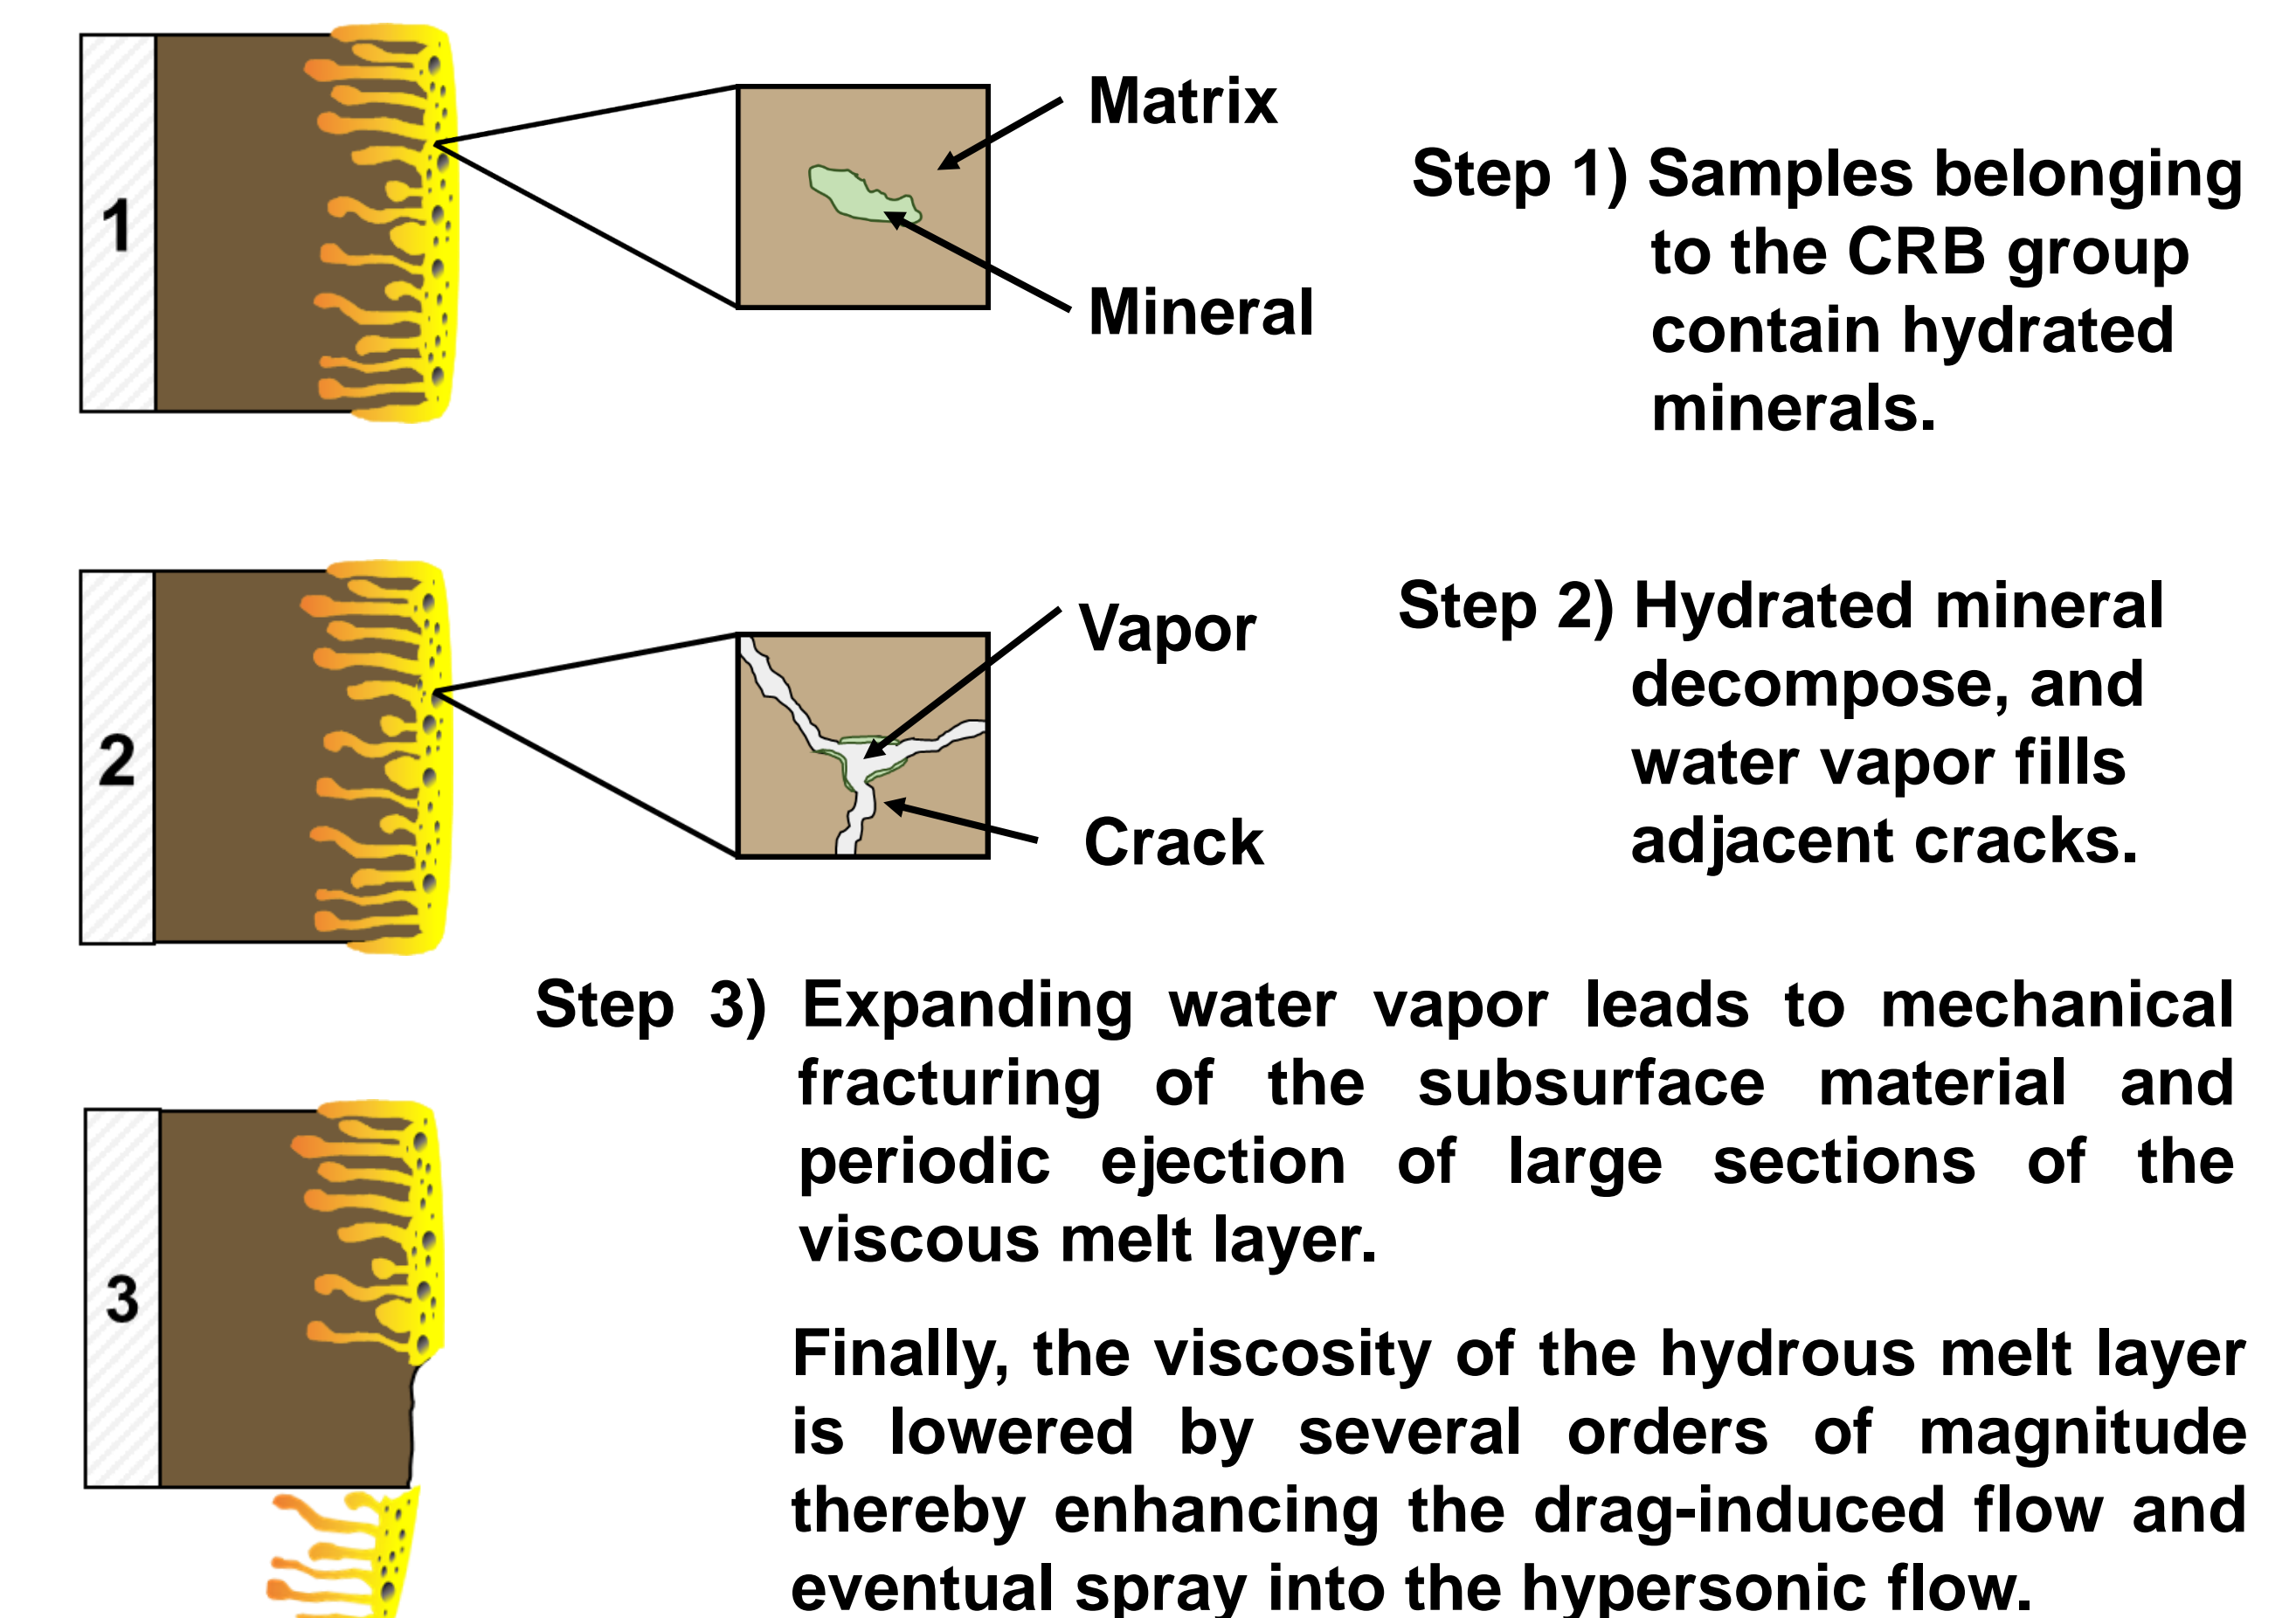 1
Matrix
Mineral
Step 1) Samples belonging
to the CRB group
contain hydrated
minerals.
2
Vapor
Crack
Step 2) Hydrated mineral
decompose, and
water vapor fills
adjacent cracks.
3
Step 3) Expanding water vapor leads to mechanical
fracturing of the subsurface material and
periodic ejection of large sections of the
viscous melt layer.
Finally, the viscosity of the hydrous melt layer
is lowered by several orders of magnitude
thereby enhancing the drag-induced flow and
eventual spray into the hypersonic flow.